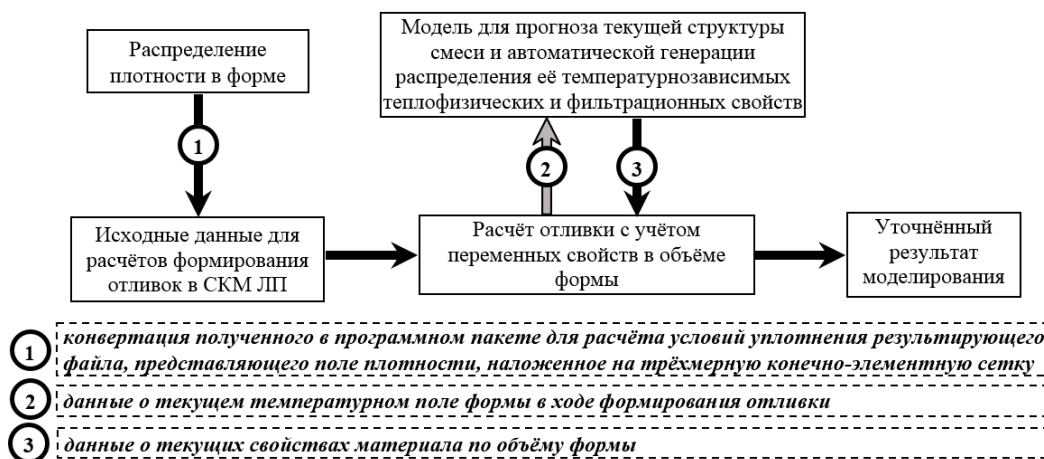 Распределение
плотности в форме
Модель для прогноза текущей структуры
смеси и автоматической генерации
распределения её температурнозависимых
теплофизических и фильтрационных свойств
1
2
3
Исходные данные для
расчётов формирования
отливок в СКМ ЛП
Расчёт отливки с учётом
переменных свойств в объёме
формы
Уточнённый
результат
моделирования
1
конвертация полученного в программном пакете для расчёта условий уплотнения результирующего
файла, представляющего поле плотности, наложенное на трёхмерную конечно-элементную сетку
2
данные о текущем температурном поле формы в ходе формирования отливки
3
данные о текущих свойствах материала по объёму формы